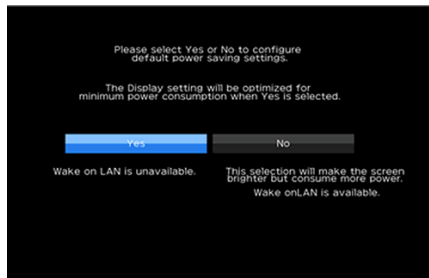 Please select Yes or No to configure
default power saving settings.
The Display setting will be optimized for
minimum power consumption when Yes is selected.
Yes
No
Wake on LAN is unavailable.
This selection will make the screen
brighter but consume more power.
Wake onLAN is available.